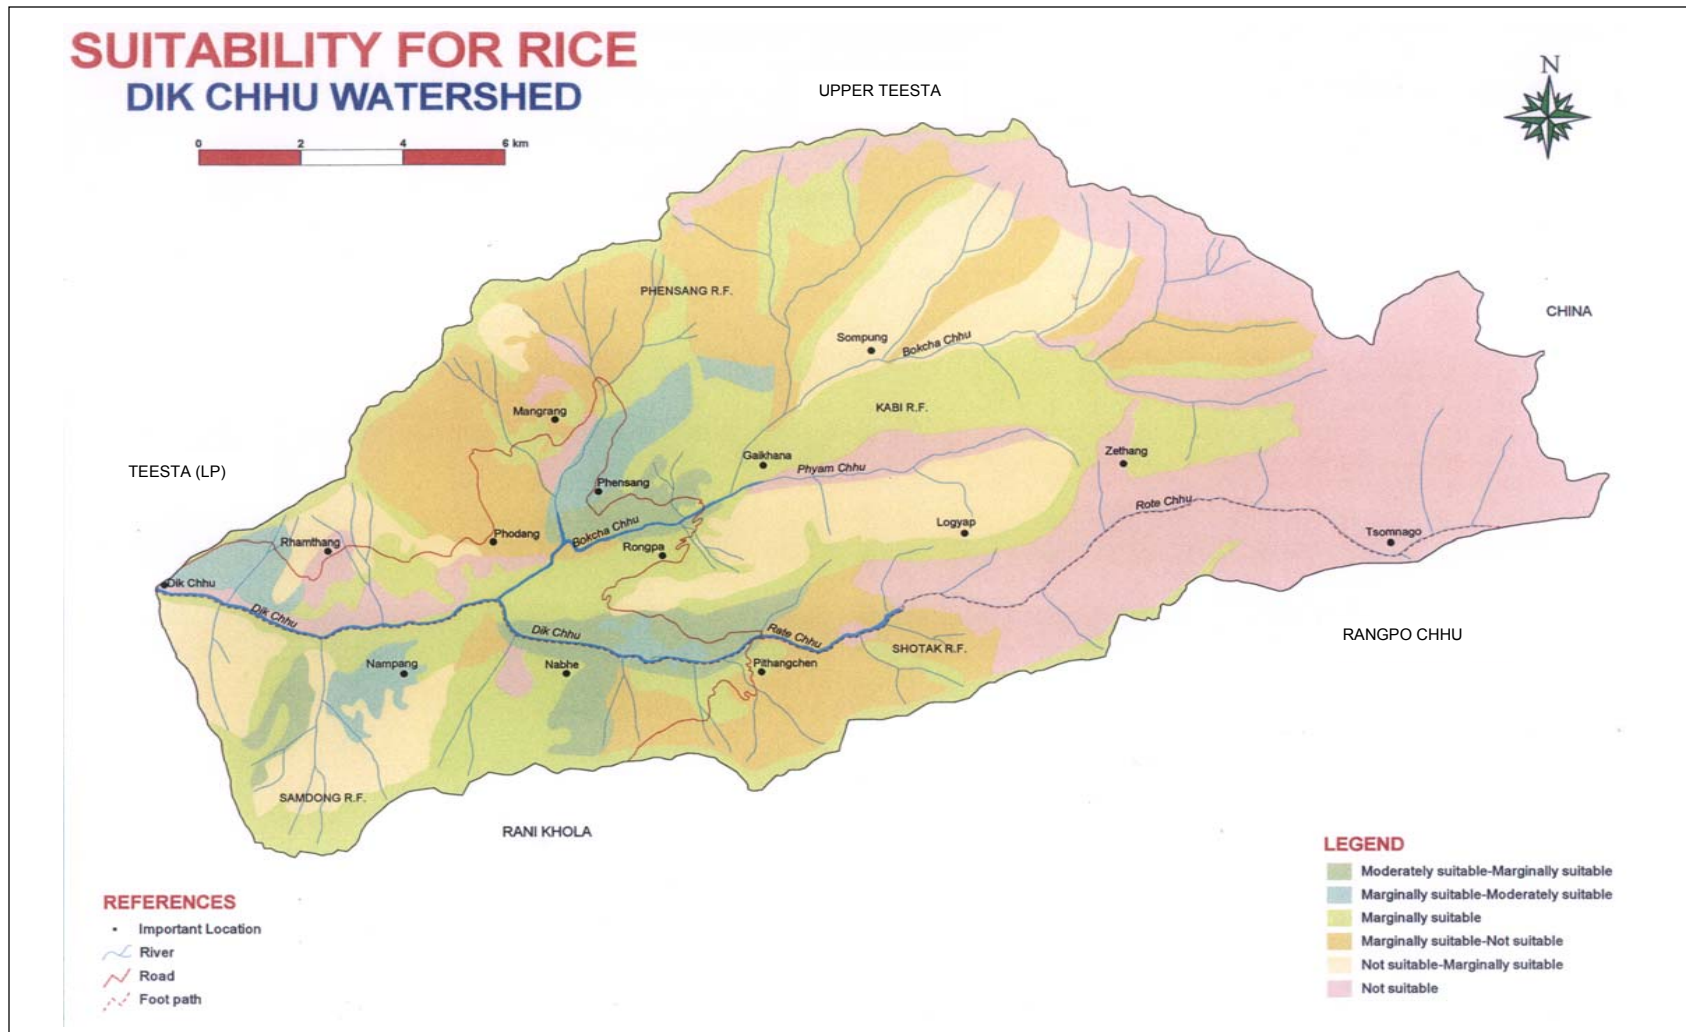 SUITABILITY FOR RICE
DIK CHHU WATERSHED
0 2 4 6 km
UPPER TEESTA
N
CHINA
PHENSANG R.F.
Sompung
Bokcha Chhu
Mangrang
KABI R.F.
TEESTA (LP)
Gaikhana
Phyam Chhu
Zethang
Phensang
Rote Chhu
Bokcha Chhu
Logyap
Phodang
Rhamthang
Rongpa
Tsomnago
Dik Chhu
Dik Chhu
Dik Chhu
Rate Chhu
SHOTAK R.F.
RANGPO CHHU
Nampang
Nabhe
Pithangchen
SAMDONG R.F.
RANI KHOLA
REFERENCES
Important Location
River
Road
Foot path
LEGEND
Moderately suitable-Marginally suitable
Marginally suitable-Moderately suitable
Marginally suitable
Marginally suitable-Not suitable
Not suitable-Marginally suitable
Not suitable